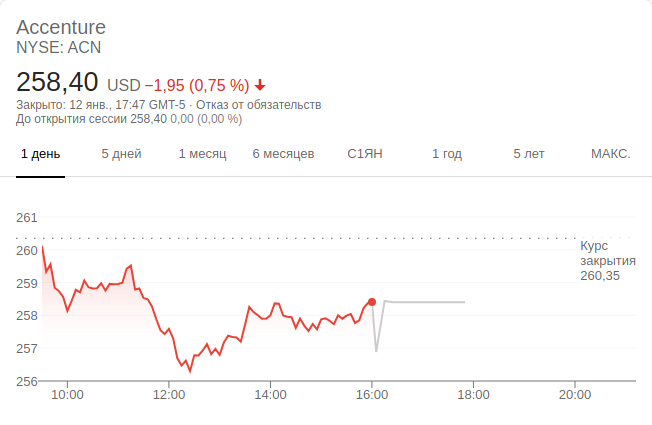 Accenture
NYSE: ACN
258,40 USD −1,95 (0,75 %)
Закрыто: 12 янв., 17:47 GMT-5 · Отказ от обязательств
До открытия сессии 258,40 0,00 (0,00 %)
1 день 5 дней 1 месяц 6 месяцев С1ЯН 1 год 5 лет МАКС.
261
260
Курс
закрытия
260,35
259
258
257
256
10:00 12:00 14:00 16:00 18:00 20:00